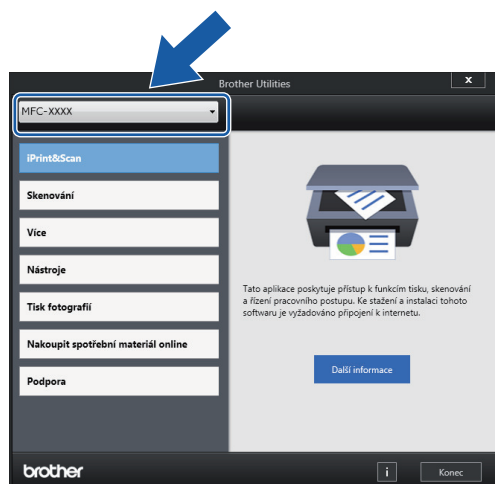 Brother Utilities
x
MFC-XXXX
iPrint&Scan
Skenování
Více
Nástroje
Tisk fotografií
Nakoupit spotřební materiál online
Podpora
Tato aplikace poskytuje přístup k funkcím tisku, skenování
a řízení pracovního postupu. Ke stažení a instalaci tohoto
softwaru je vyžadováno připojení k internetu.
Další informace
brother
i
Konec